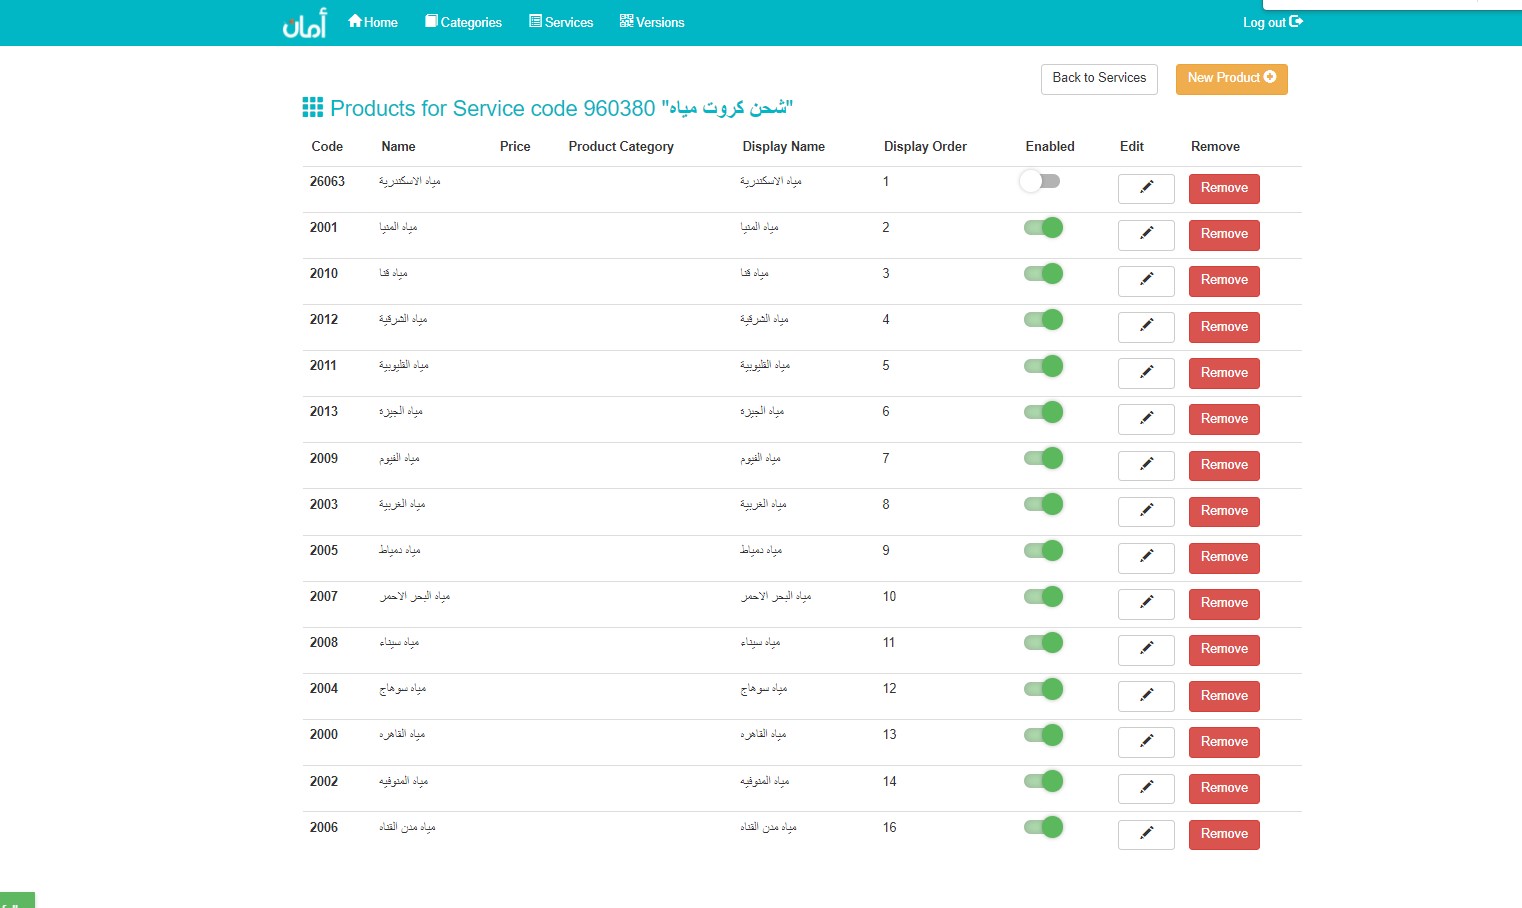 أمان Home Categories Services Versions Log out
Back to Services New Product
Products for Service code 960380 "شحن كروت مياه"
Code Name Price Product Category Display Name Display Order Enabled Edit Remove
26063 مياه الاسكندرية مياه الاسكندرية 1 Remove
2001 مياه المنيا مياه المنيا 2 Remove
2010 مياه قنا مياه قنا 3 Remove
2012 مياه الشرقية مياه الشرقية 4 Remove
2011 مياه القليوبية مياه القليوبية 5 Remove
2013 مياه الجيزة مياه الجيزة 6 Remove
2009 مياه الفيوم مياه الفيوم 7 Remove
2003 مياه الغربية مياه الغربية 8 Remove
2005 مياه دمياط مياه دمياط 9 Remove
2007 مياه البحر الاحمر مياه البحر الاحمر 10 Remove
2008 مياه سيناء مياه سيناء 11 Remove
2004 مياه سوهاج مياه سوهاج 12 Remove
2000 مياه القاهره مياه القاهره 13 Remove
2002 مياه المنوفيه مياه المنوفيه 14 Remove
2006 مياه مدن القناه مياه مدن القناه 16 Remove